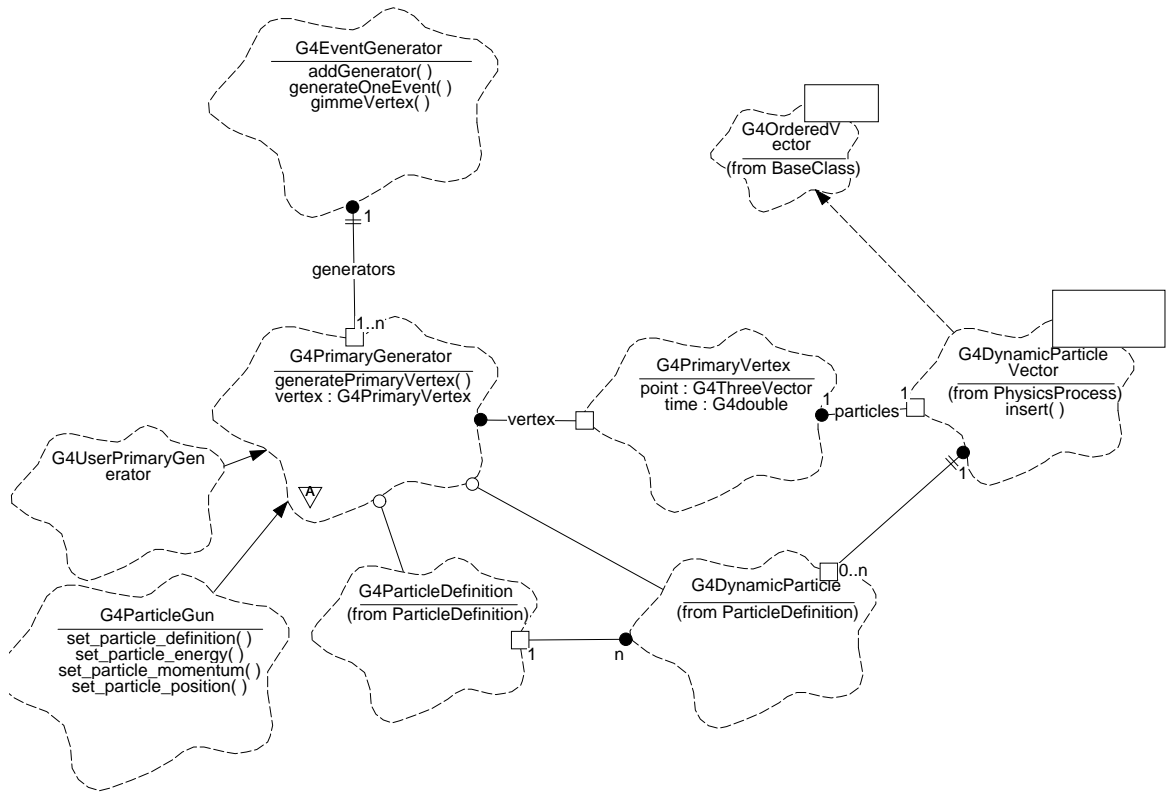 G4EventGenerator
addGenerator( )
generateOneEvent( )
gimmeVertex( )
G4OrderedV
ector
(from BaseClass)
1
generators
1..n
G4PrimaryGenerator
generatePrimaryVertex( )
vertex : G4PrimaryVertex
vertex
G4PrimaryVertex
point : G4ThreeVector
time : G4double
1
particles
1
G4DynamicParticle
Vector
(from PhysicsProcess)
insert( )
1
G4UserPrimaryGen
erator
A
0..n
G4ParticleGun
set_particle_definition( )
set_particle_energy( )
set_particle_momentum( )
set_particle_position( )
G4ParticleDefinition
(from ParticleDefinition)
1
n
G4DynamicParticle
(from ParticleDefinition)